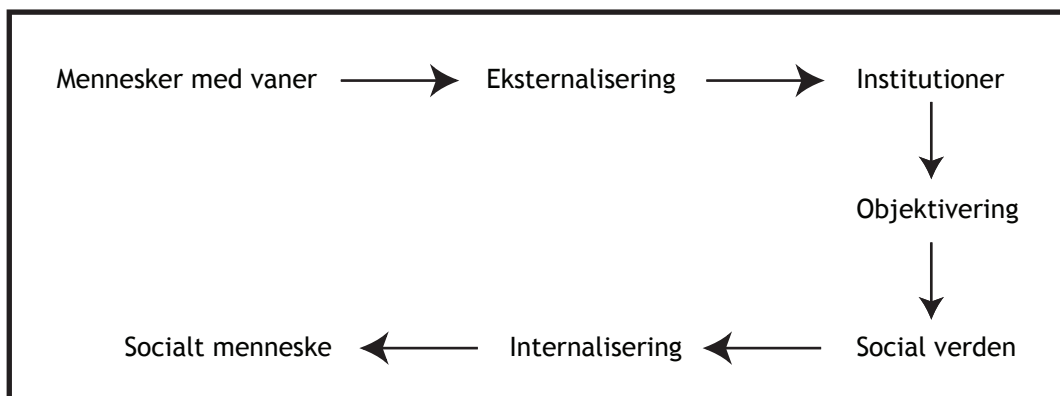 Mennesker med vaner
Eksternalisering
Institutioner
Objektivering
Social verden
Internalisering
Socialt menneske